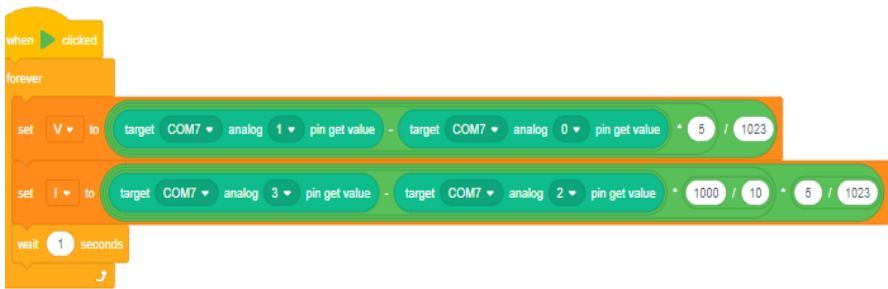 when clicked
forever
set V to target COM7 analog 1 pin get value - target COM7 analog 0 pin get value * 5 / 1023
set I to target COM7 analog 3 pin get value - target COM7 analog 2 pin get value * 1000 / 10 * 5 / 1023
wait 1 seconds